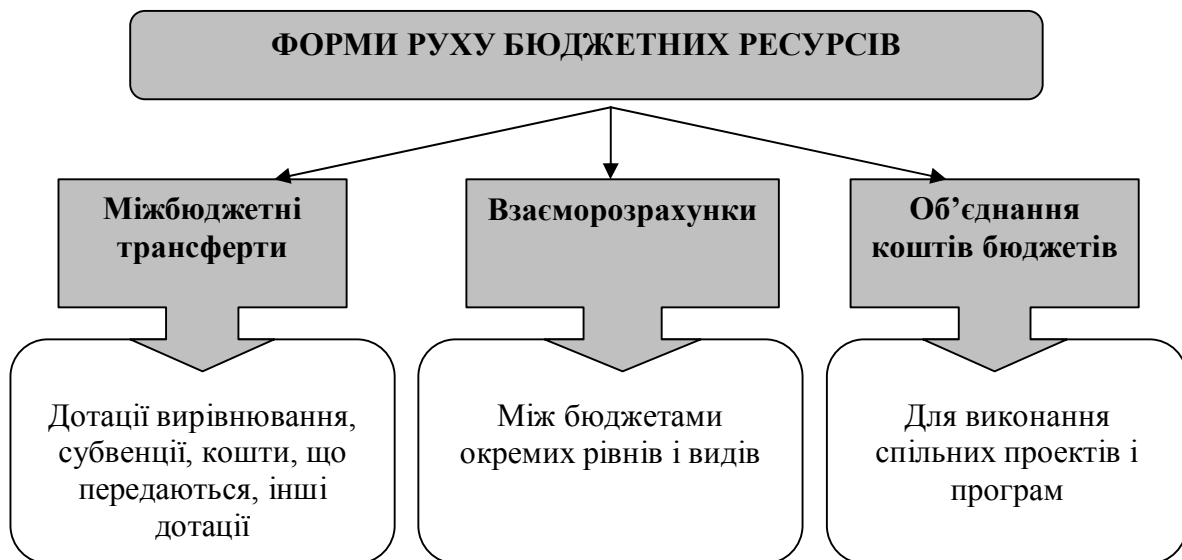 ФОРМИ РУХУ БЮДЖЕТНИХ РЕСУРСІВ
Міжбюджетні
трансферти
Взаєморозрахунки
Об’єднання
коштів бюджетів
Дотації вирівнювання,
субвенції, кошти, що
передаються, інші
дотації
Між бюджетами
окремих рівнів і видів
Для виконання
спільних проектів і
програм